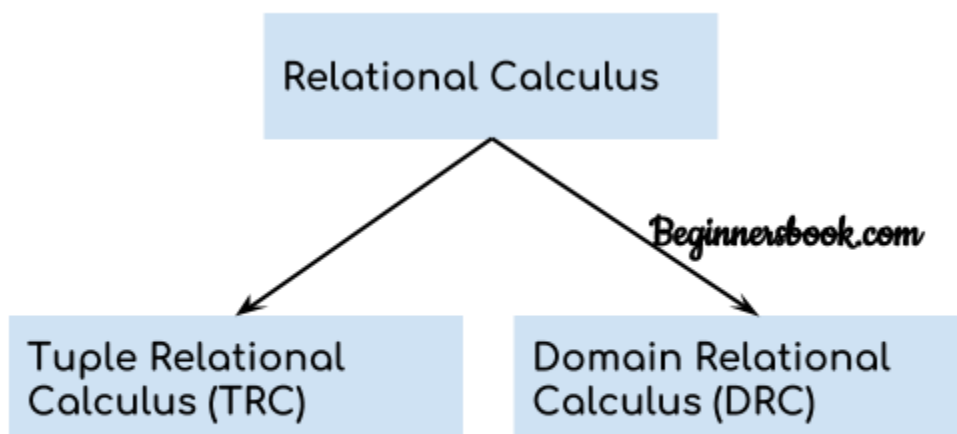 Relational Calculus
Beginnersbook.com
Tuple Relational
Calculus (TRC)
Domain Relational
Calculus (DRC)